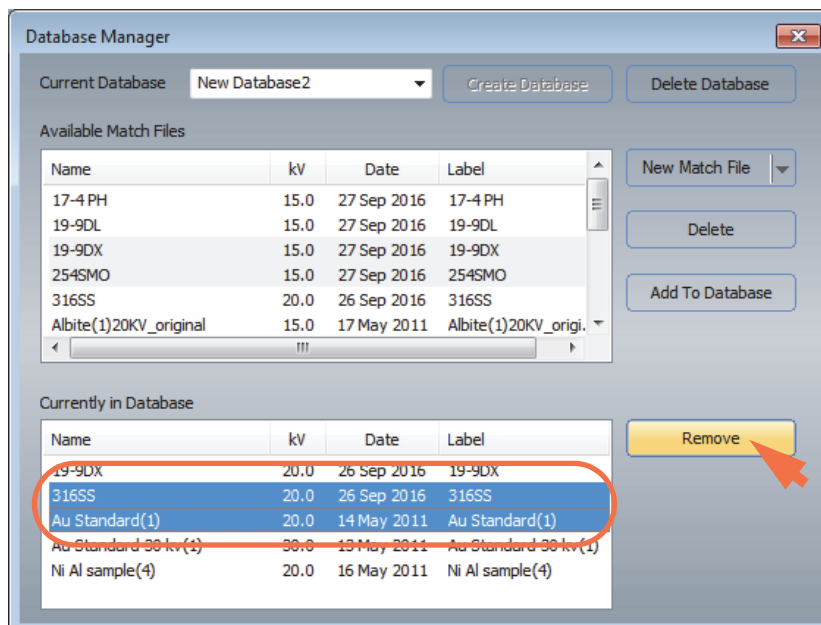 Database Manager
Current Database New Database2 Create Database Delete Database
Available Match Files
Name kV Date Label New Match File
17-4 PH 15.0 27 Sep 2016 17-4 PH
19-9DL 15.0 27 Sep 2016 19-9DL Delete
19-9DX 15.0 27 Sep 2016 19-9DX
254SMO 15.0 27 Sep 2016 254SMO
316SS 20.0 26 Sep 2016 316SS Add To Database
Albite(1)20KV_original 15.0 17 May 2011 Albite(1)20KV_origi.
Currently in Database
Name kV Date Label Remove
19-9DX 20.0 26 Sep 2016 19-9DX
316SS 20.0 26 Sep 2016 316SS
Au Standard(1) 20.0 14 May 2011 Au Standard(1)
Au Standard 30 kv(1) 30.0 13 May 2011 Au Standard 30 kv(1)
Ni Al sample(4) 20.0 16 May 2011 Ni Al sample(4)